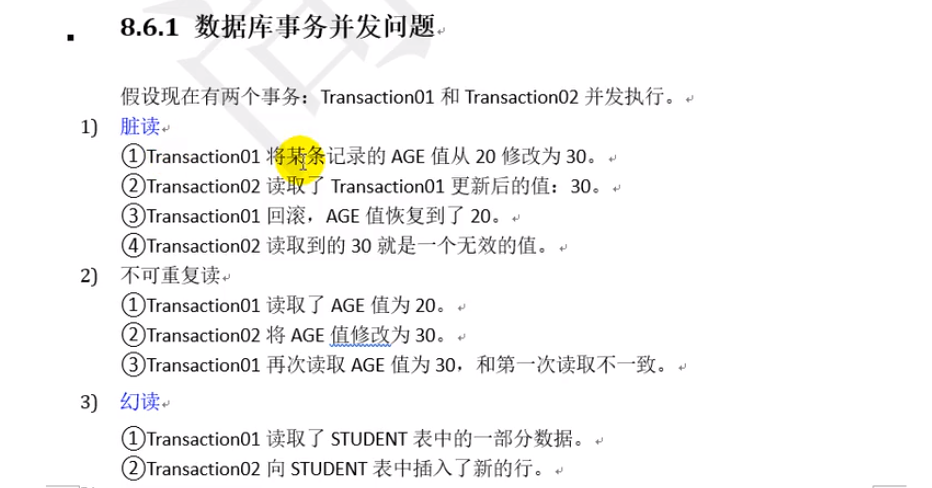 8.6.1 数据库事务并发问题
假设现在有两个事务：Transaction01 和 Transaction02 并发执行。
1) 脏读
①Transaction01 将某条记录的 AGE 值从 20 修改为 30。
②Transaction02 读取了 Transaction01 更新后的值：30。
③Transaction01 回滚，AGE 值恢复到了 20。
④Transaction02 读取到的 30 就是一个无效的值。
2) 不可重复读
①Transaction01 读取了 AGE 值为 20。
②Transaction02 将 AGE 值修改为 30。
③Transaction01 再次读取 AGE 值为 30，和第一次读取不一致。
3) 幻读
①Transaction01 读取了 STUDENT 表中的一部分数据。
②Transaction02 向 STUDENT 表中插入了新的行。